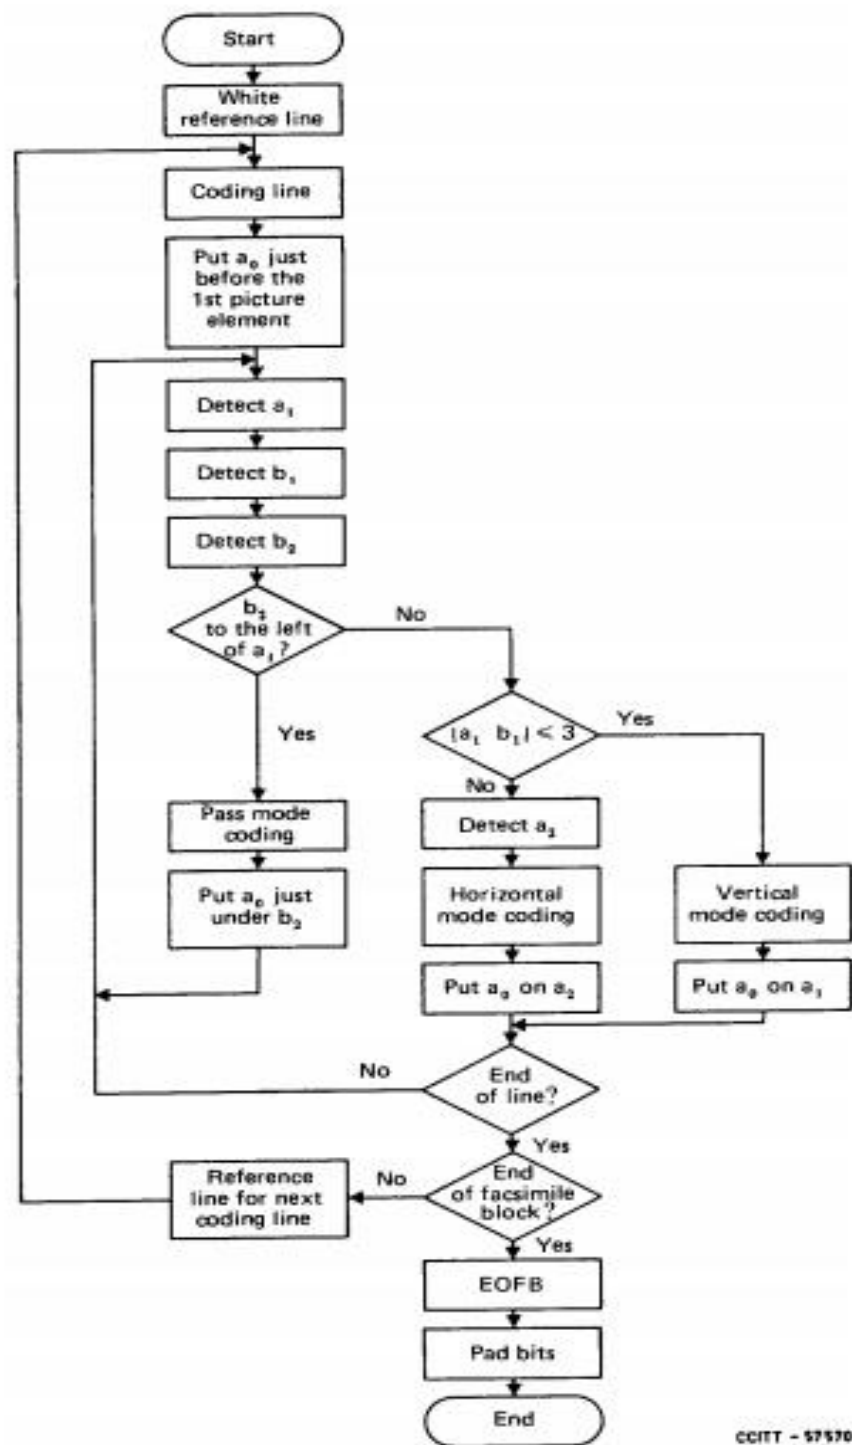 Start
White
reference line
Coding line
Put a₀ just
before the
1st picture
element
Detect a₁
Detect b₁
Detect b₂
b₂
to the left
of a₁?
No
Yes
|a₁ b₁| ≤ 3
Yes
No
Pass mode
coding
Detect a₂
Put a₀ just
under b₂
Horizontal
mode coding
Vertical
mode coding
Put a₀ on a₂
Put a₀ on a₁
No
End
of line?
Yes
Reference
line for next
coding line
No
End
of facsimile
block?
Yes
EOFB
Pad bits
End
CCITT - 57570